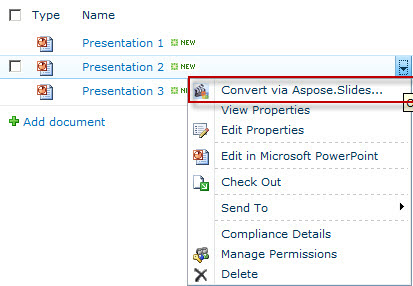 Type Name
Presentation 1 NEW
Presentation 2 NEW
Presentation 3 NEW
Add document
Convert via Aspose.Slides...
View Properties
Edit Properties
Edit in Microsoft PowerPoint
Check Out
Send To
Compliance Details
Manage Permissions
Delete